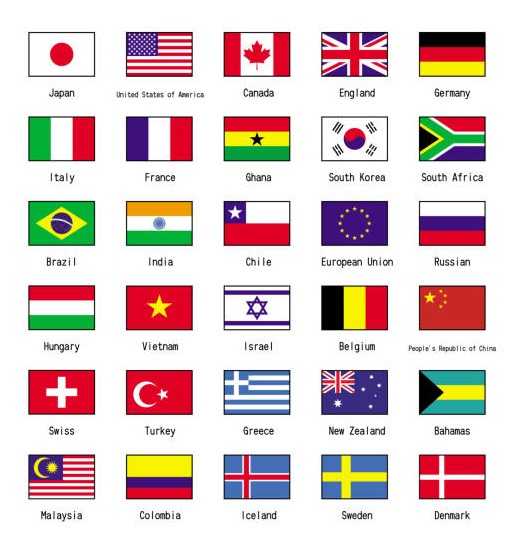 Japan
United States of America
Canada
England
Germany
Italy
France
Ghana
South Korea
South Africa
Brazil
India
Chile
European Union
Russian
Hungary
Vietnam
Israel
Belgium
People's Republic of China
Swiss
Turkey
Greece
New Zealand
Bahamas
Malaysia
Colombia
Iceland
Sweden
Denmark